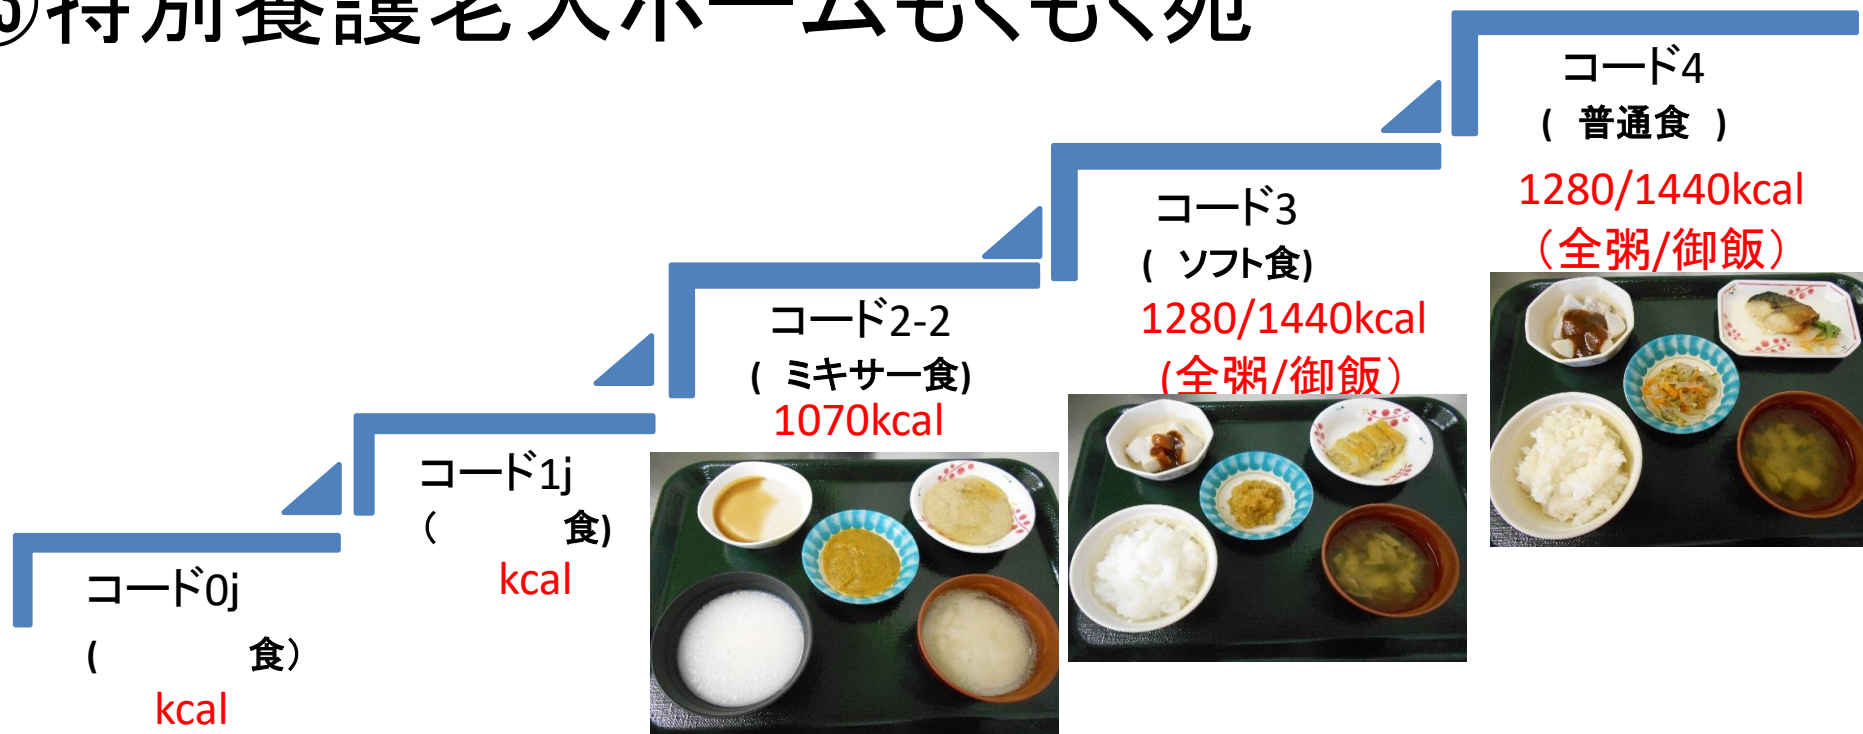 特別養護老人ホームもくもく苑
コード4
( 普通食 )
1280/1440kcal
（全粥/御飯）
コード3
( ソフト食)
1280/1440kcal
(全粥/御飯）
コード2-2
( ミキサー食)
1070kcal
コード1j
( 食)
kcal
コード0j
( 食）
kcal